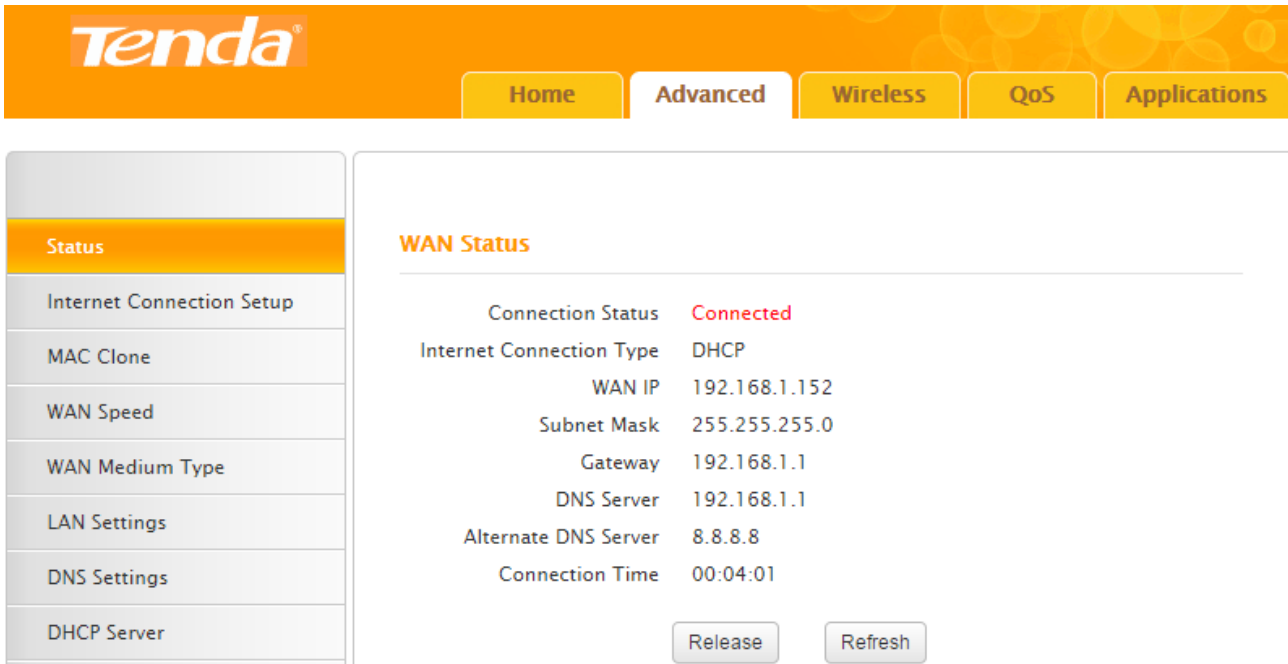 Tenda®
Home Advanced Wireless QoS Applications
Status
Internet Connection Setup
MAC Clone
WAN Speed
WAN Medium Type
LAN Settings
DNS Settings
DHCP Server
WAN Status
Connection Status Connected
Internet Connection Type DHCP
WAN IP 192.168.1.152
Subnet Mask 255.255.255.0
Gateway 192.168.1.1
DNS Server 192.168.1.1
Alternate DNS Server 8.8.8.8
Connection Time 00:04:01
Release Refresh